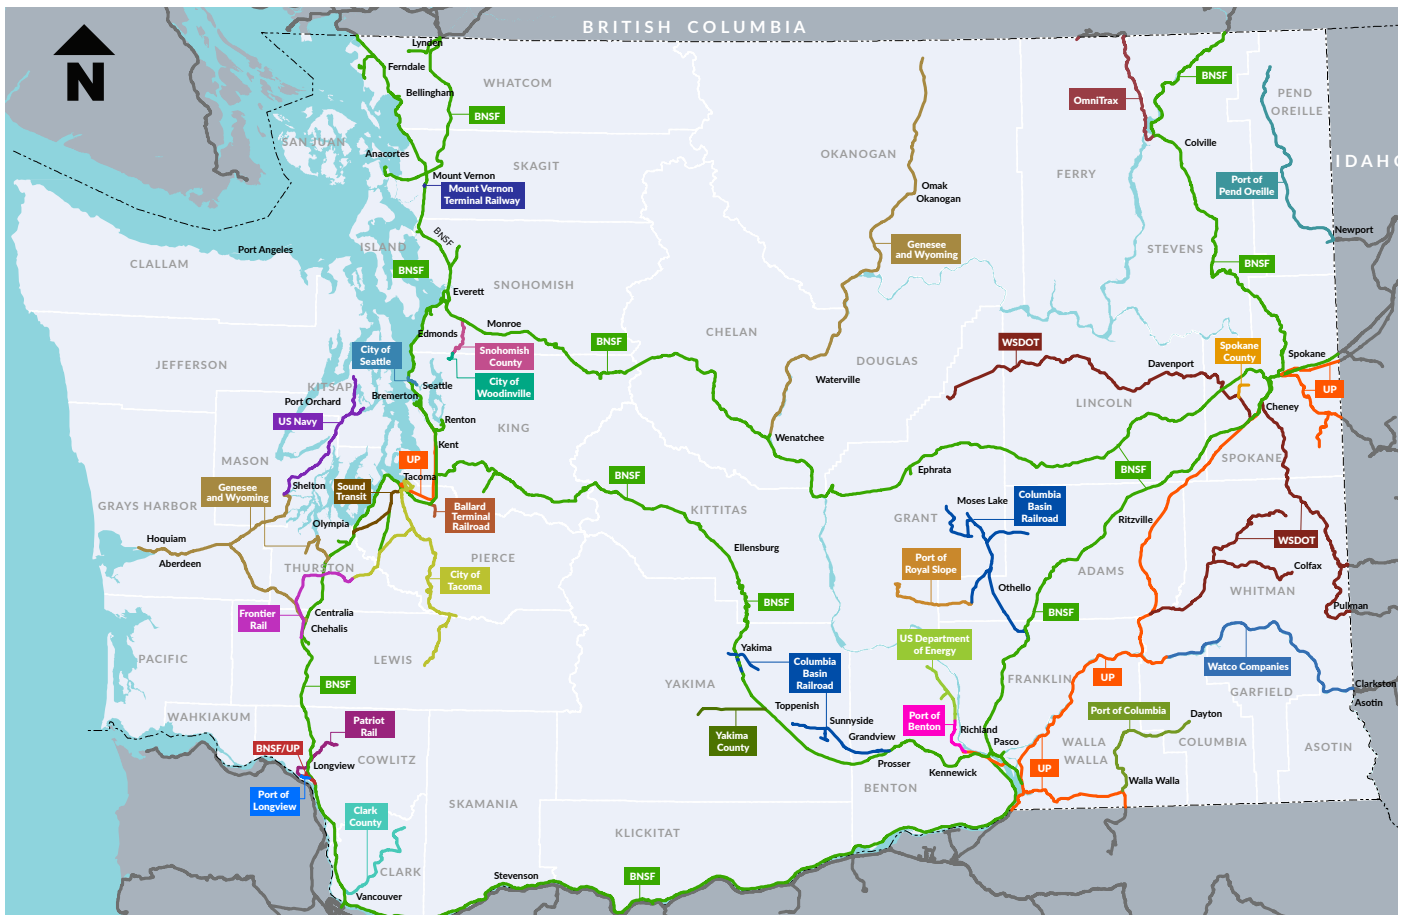 BRITISH COLUMBIA
N
Lynden
Ferndale
WHATCOM
Bellingham
BNSF
OmniTrax
BNSF
PEND
OREILLE
SAN JUAN
Anacortes
SKAGIT
OKANOGAN
Colville
IDAHO
Mount Vernon
Mount Vernon
Terminal Railway
FERRY
Omak
Okanogan
Port of
Pend Oreille
BNSF
Newport
Port Angeles
ISLAND
Genesee
and Wyoming
STEVENS
CLALLAM
BNSF
BNSF
SNOHOMISH
Everett
Monroe
Edmonds
CHELAN
BNSF
WSDOT
City of
Seattle
Snohomish
County
Spokane
County
Spokane
JEFFERSON
DOUGLAS
Davenport
KITSAP
Seattle
City of
Woodinville
Waterville
UP
Port Orchard
Bremerton
LINCOLN
Cheney
US Navy
Renton
KING
Wenatchee
Kent
MASON
UP
SPOKANE
BNSF
Ephrata
BNSF
Tacoma
Shelton
Genesee
and Wyoming
Sound
Transit
GRAYS HARBOR
Ballard
Terminal
Railroad
KITTITAS
Moses Lake
Columbia
Basin
Railroad
GRANT
Ritzville
Olympia
Hoquiam
Aberdeen
Ellensburg
WSDOT
PIERCE
THURSTON
Port of
Royal Slope
ADAMS
Colfax
City of
Tacoma
Othello
WHITMAN
BNSF
BNSF
Pullman
Frontier
Rail
Centralia
Chehalis
US Department
of Energy
PACIFIC
LEWIS
Yakima
Columbia
Basin
Railroad
Watco Companies
BNSF
YAKIMA
FRANKLIN
UP
GARFIELD
Clarkston
Asotin
Toppenish
WAHKIAKUM
Patriot
Rail
Sunnyside
Port of
Benton
Port of Columbia
Dayton
Yakima
County
Grandview
Richland
BNSF/UP
Pasco
WALLA
WALLA
COLUMBIA
ASOTIN
COWLITZ
Longview
Prosser
Kennewick
UP
BENTON
Walla Walla
Port of
Longview
Clark
County
SKAMANIA
KLICKITAT
CLARK
Stevenson
BNSF
Vancouver